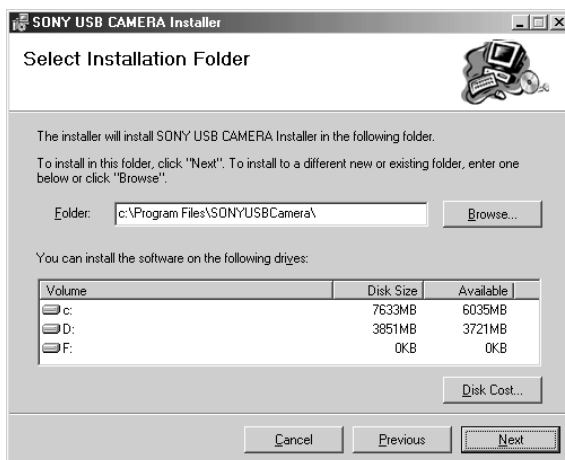 SONY USB CAMERA Installer
Select Installation Folder
The installer will install SONY USB CAMERA Installer in the following folder.
To install in this folder, click "Next". To install to a different new or existing folder, enter one
below or click "Browse".
Folder: c:\Program Files\SONYUSBCamera\ Browse...
You can install the software on the following drives:
Volume Disk Size Available
c: 7633MB 6035MB
D: 3851MB 3721MB
F: 0KB 0KB
Disk Cost...
Cancel Previous Next